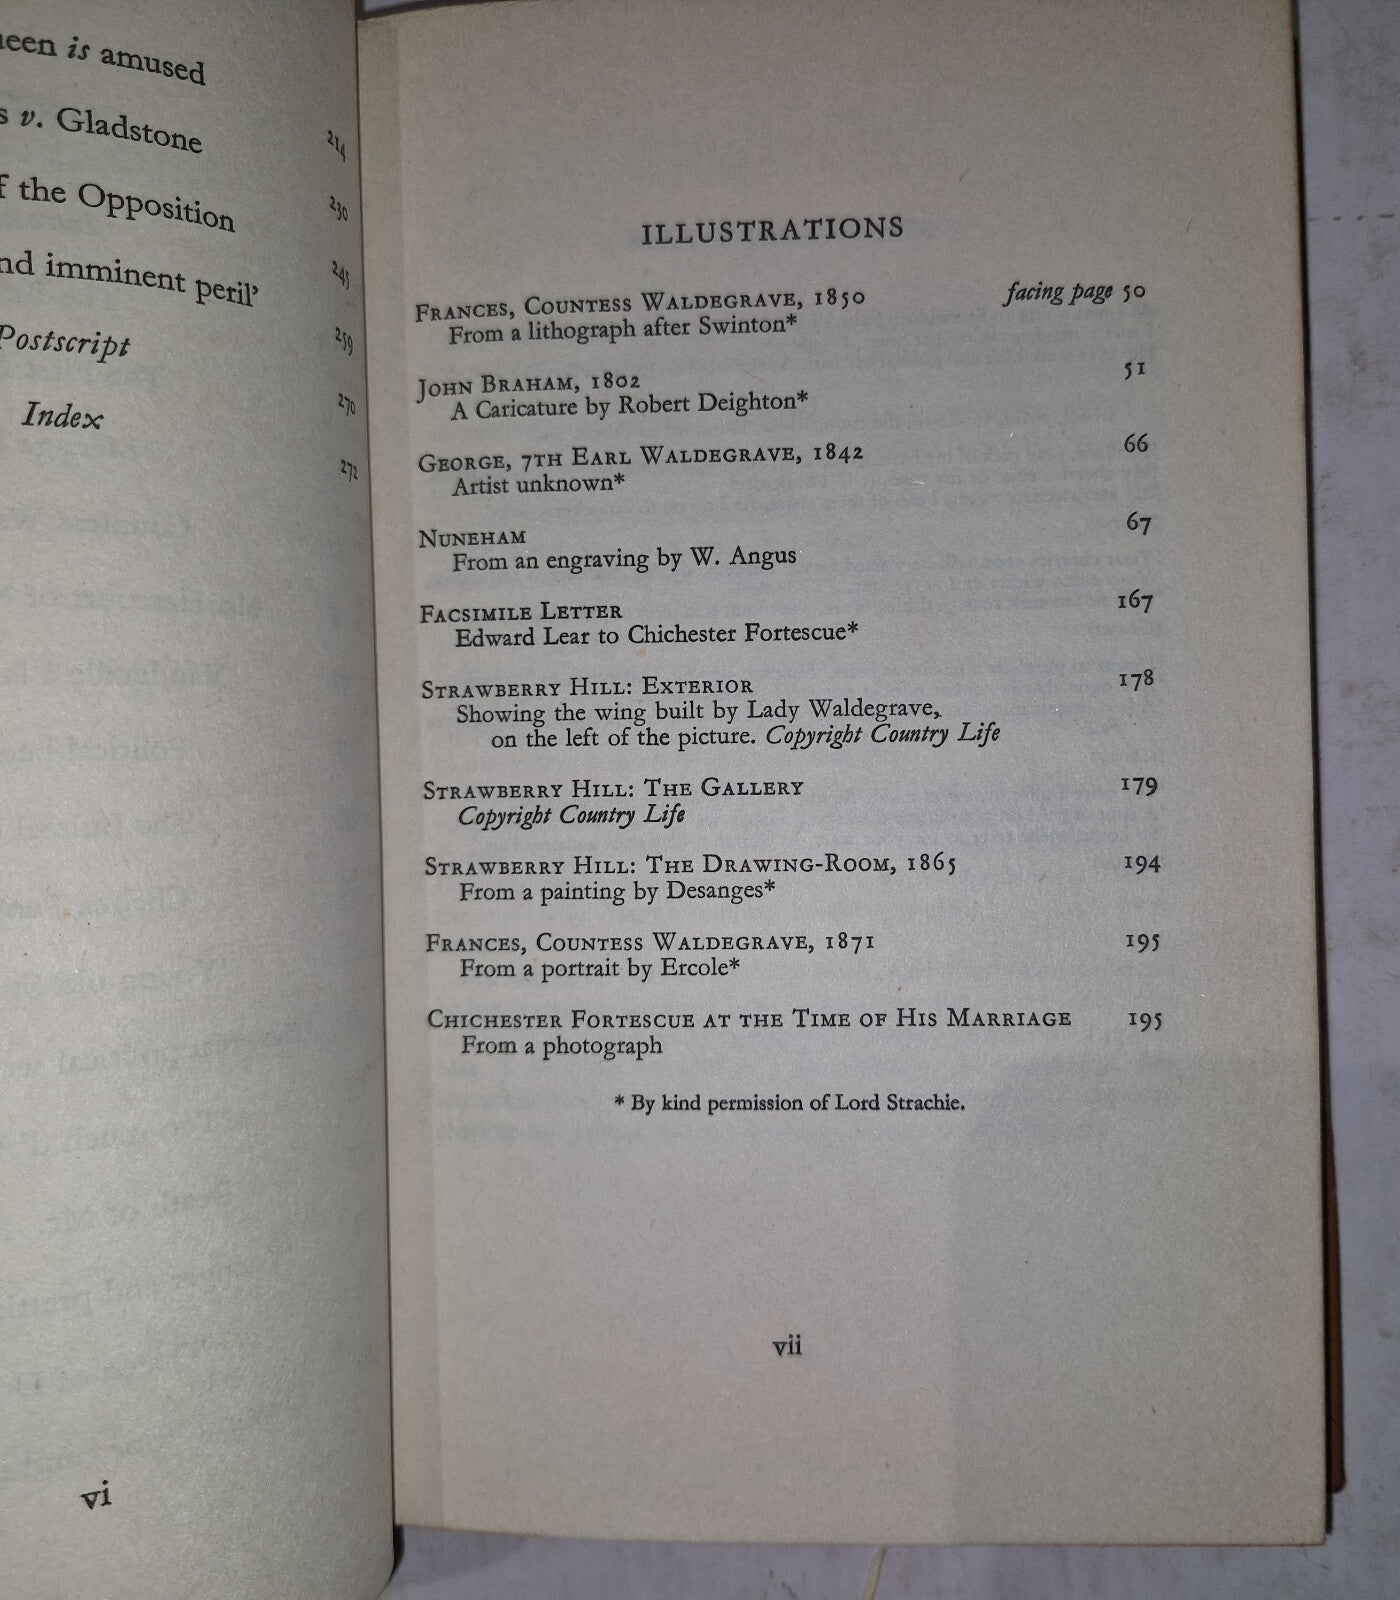 is amused
v. Gladstone 214
the Opposition 230
imminent peril’ 245
Postscript 259
Index 270
272
vi
ILLUSTRATIONS
FRANCES, COUNTESS WALDEGRAVE, 1850 facing page 50
From a lithograph after Swinton*
JOHN BRAHAM, 1802 51
A Caricature by Robert Deighton*
GEORGE, 7TH EARL WALDEGRAVE, 1842 66
Artist unknown*
NUNEHAM 67
From an engraving by W. Angus
FACSIMILE LETTER 167
Edward Lear to Chichester Fortescue*
STRAWBERRY HILL: EXTERIOR 178
Showing the wing built by Lady Waldegrave,
on the left of the picture. Copyright Country Life
STRAWBERRY HILL: THE GALLERY 179
Copyright Country Life
STRAWBERRY HILL: THE DRAWING-ROOM, 1865 194
From a painting by Desanges*
FRANCES, COUNTESS WALDEGRAVE, 1871 195
From a portrait by Ercole*
CHICHESTER FORTESCUE AT THE TIME OF HIS MARRIAGE 195
From a photograph
* By kind permission of Lord Strachie.
vii